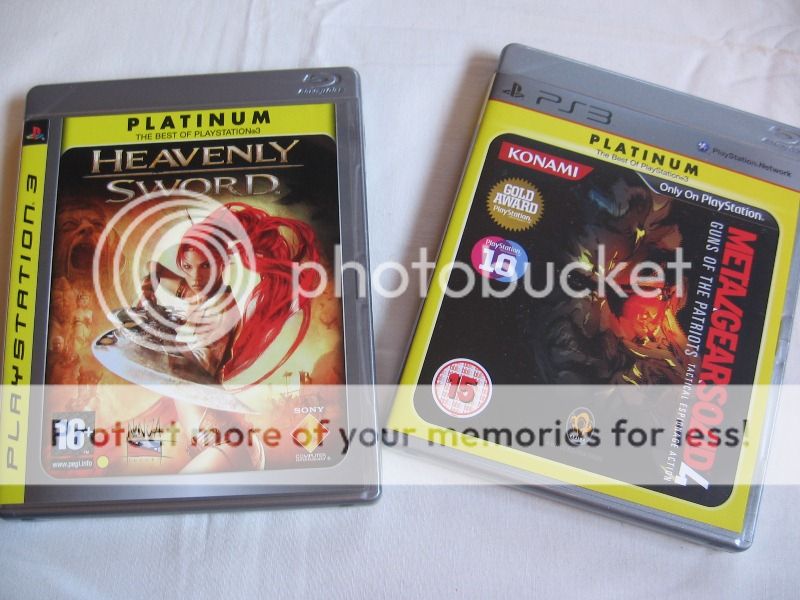 PLATINUM
THE BEST OF PLAYSTATION®3
HEAVENLY
SWORD
PLAYSTATION 3
16+
www.pegi.info
SONY
COMPUTER
PS3
PlayStation Network
PLATINUM
The Best Of PlayStation®3
KONAMI
Only On PlayStation
GOLD
AWARD
PlayStation
PlayStation
10
15
METAL GEAR SOLID 4
GUNS OF THE PATRIOTS TACTICAL ESPIONAGE ACTION
photobucket
Protect more of your memories for less!